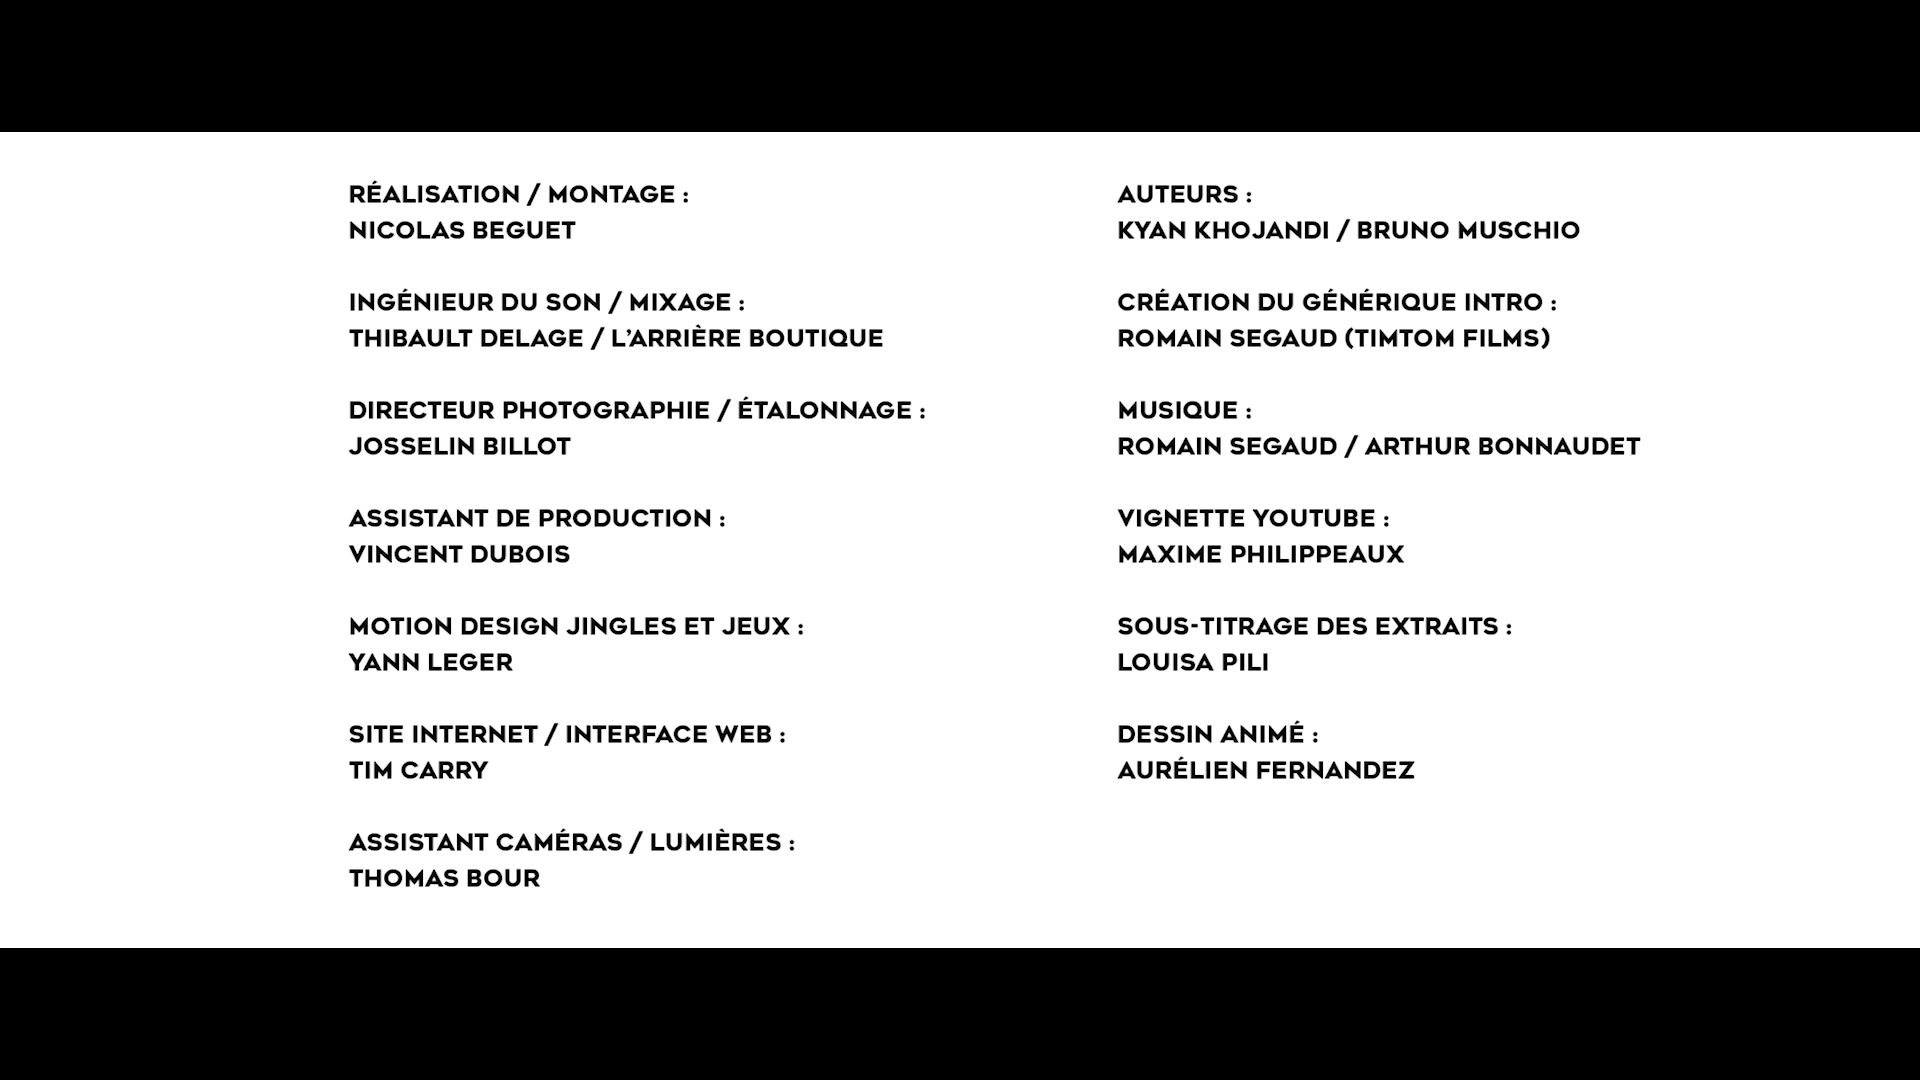 RÉALISATION / MONTAGE :
NICOLAS BEGUET
INGÉNIEUR DU SON / MIXAGE :
THIBAULT DELAGE / L’ARRIÈRE BOUTIQUE
DIRECTEUR PHOTOGRAPHIE / ÉTALONNAGE :
JOSSELIN BILLOT
ASSISTANT DE PRODUCTION :
VINCENT DUBOIS
MOTION DESIGN JINGLES ET JEUX :
YANN LEGER
SITE INTERNET / INTERFACE WEB :
TIM CARRY
ASSISTANT CAMÉRAS / LUMIÈRES :
THOMAS BOUR
AUTEURS :
KYAN KHOJANDI / BRUNO MUSCHIO
CRÉATION DU GÉNÉRIQUE INTRO :
ROMAIN SEGAUD (TIMTOM FILMS)
MUSIQUE :
ROMAIN SEGAUD / ARTHUR BONNAUDET
VIGNETTE YOUTUBE :
MAXIME PHILIPPEAUX
SOUS-TITRAGE DES EXTRAITS :
LOUISA PILI
DESSIN ANIMÉ :
AURÉLIEN FERNANDEZ